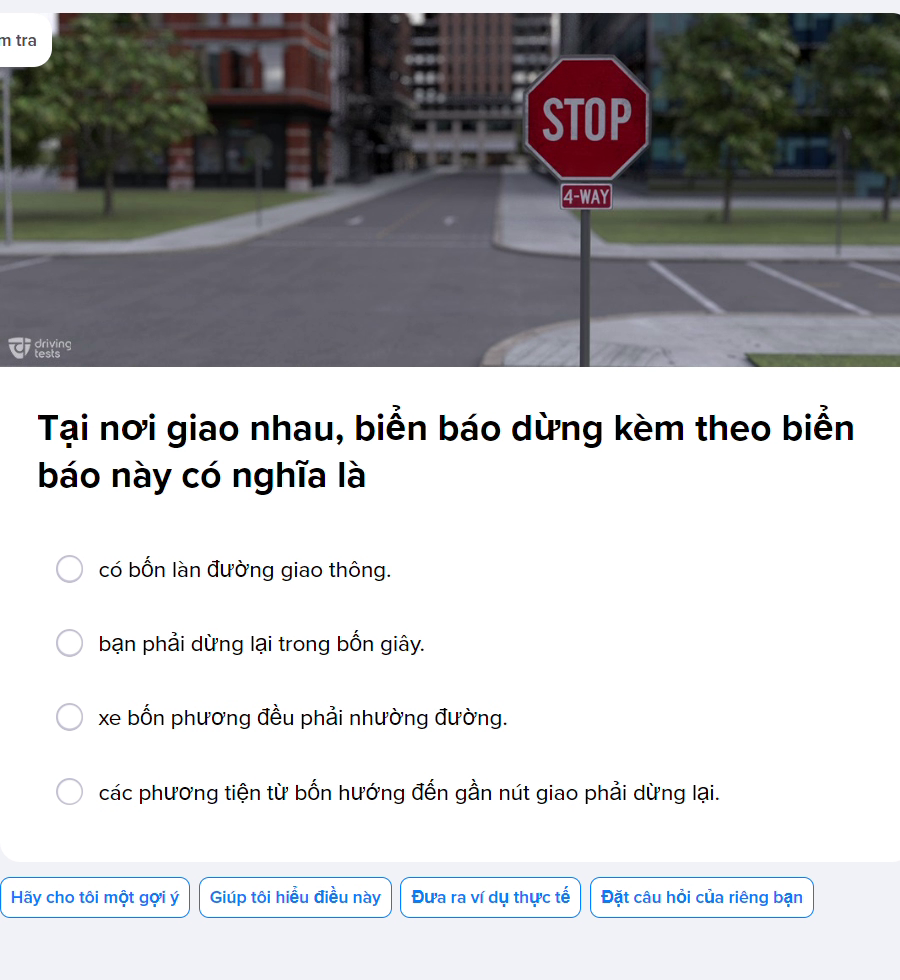 m tra
STOP
4-WAY
driving
tests
Tại nơi giao nhau, biển báo dừng kèm theo biển
báo này có nghĩa là
có bốn làn đường giao thông.
bạn phải dừng lại trong bốn giây.
xe bốn phương đều phải nhường đường.
các phương tiện từ bốn hướng đến gần nút giao phải dừng lại.
Hãy cho tôi một gợi ý
Giúp tôi hiểu điều này
Đưa ra ví dụ thực tế
Đặt câu hỏi của riêng bạn